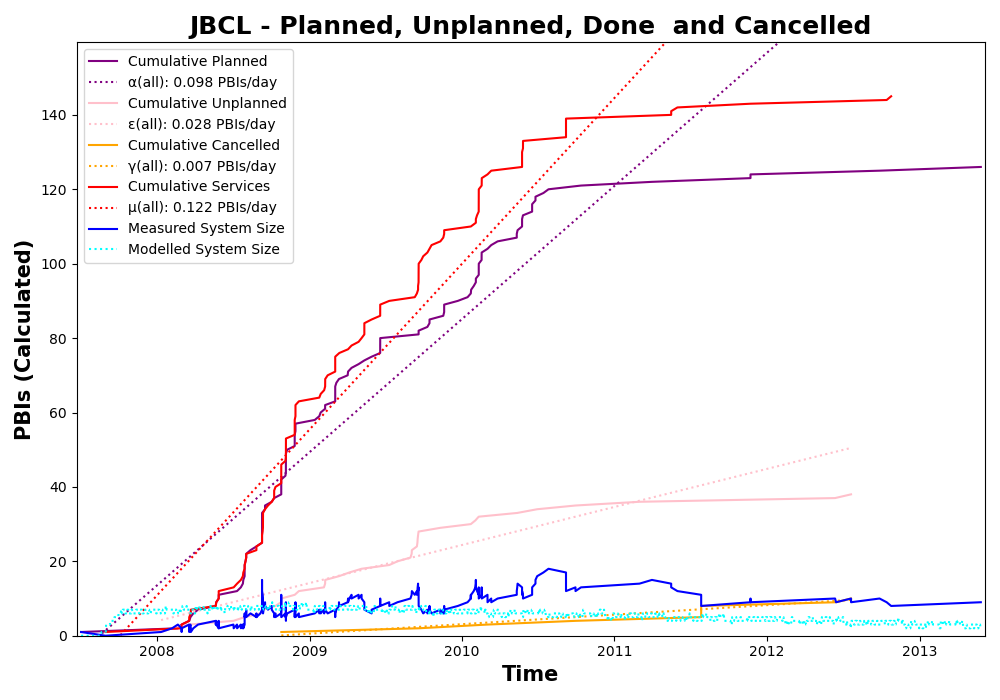 JBCL - Planned, Unplanned, Done  and Cancelled
Cumulative Planned
α(all): 0.098 PBIs/day
Cumulative Unplanned
ε(all): 0.028 PBIs/day
Cumulative Cancelled
γ(all): 0.007 PBIs/day
Cumulative Services
μ(all): 0.122 PBIs/day
Measured System Size
Modelled System Size
PBIs (Calculated)
140
120
100
80
60
40
20
0
2008 2009 2010 2011 2012 2013
Time